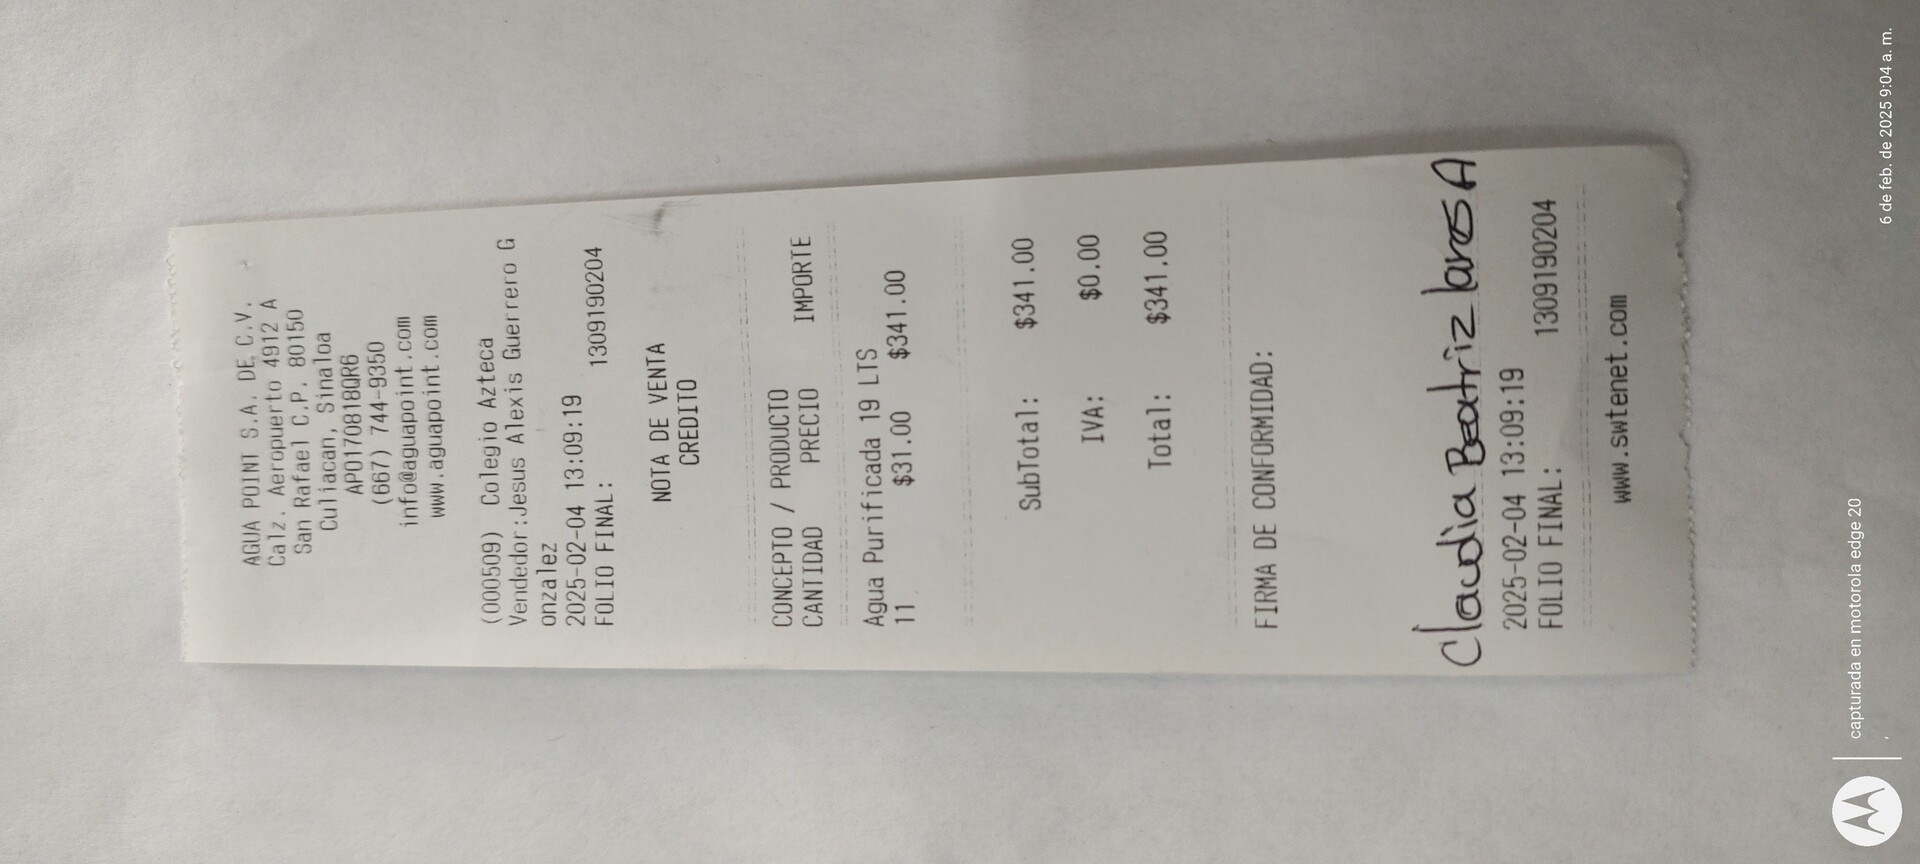 AGUA POINT S.A. DE C.V.
Calz. Aeropuerto 4912 A
San Rafael C.P. 80150
Culiacan, Sinaloa
APO170818QR6
(667) 744-9350
info@aguapoint.com
www.aguapoint.com
(000509) Colegio Azteca
Vendedor:Jesus Alexis Guerrero G
onzalez
2025-02-04 13:09:19
FOLIO FINAL: 1309190204
NOTA DE VENTA
CREDITO
CONCEPTO / PRODUCTO
CANTIDAD PRECIO IMPORTE
Agua Purificada 19 LTS
11 $31.00 $341.00
SubTotal: $341.00
IVA: $0.00
Total: $341.00
FIRMA DE CONFORMIDAD:
Claudia Beatriz Lares A
2025-02-04 13:09:19
FOLIO FINAL: 1309190204
www.swtenet.com
capturada en motorola edge 20
6 de feb. de 2025 9:04 a. m.